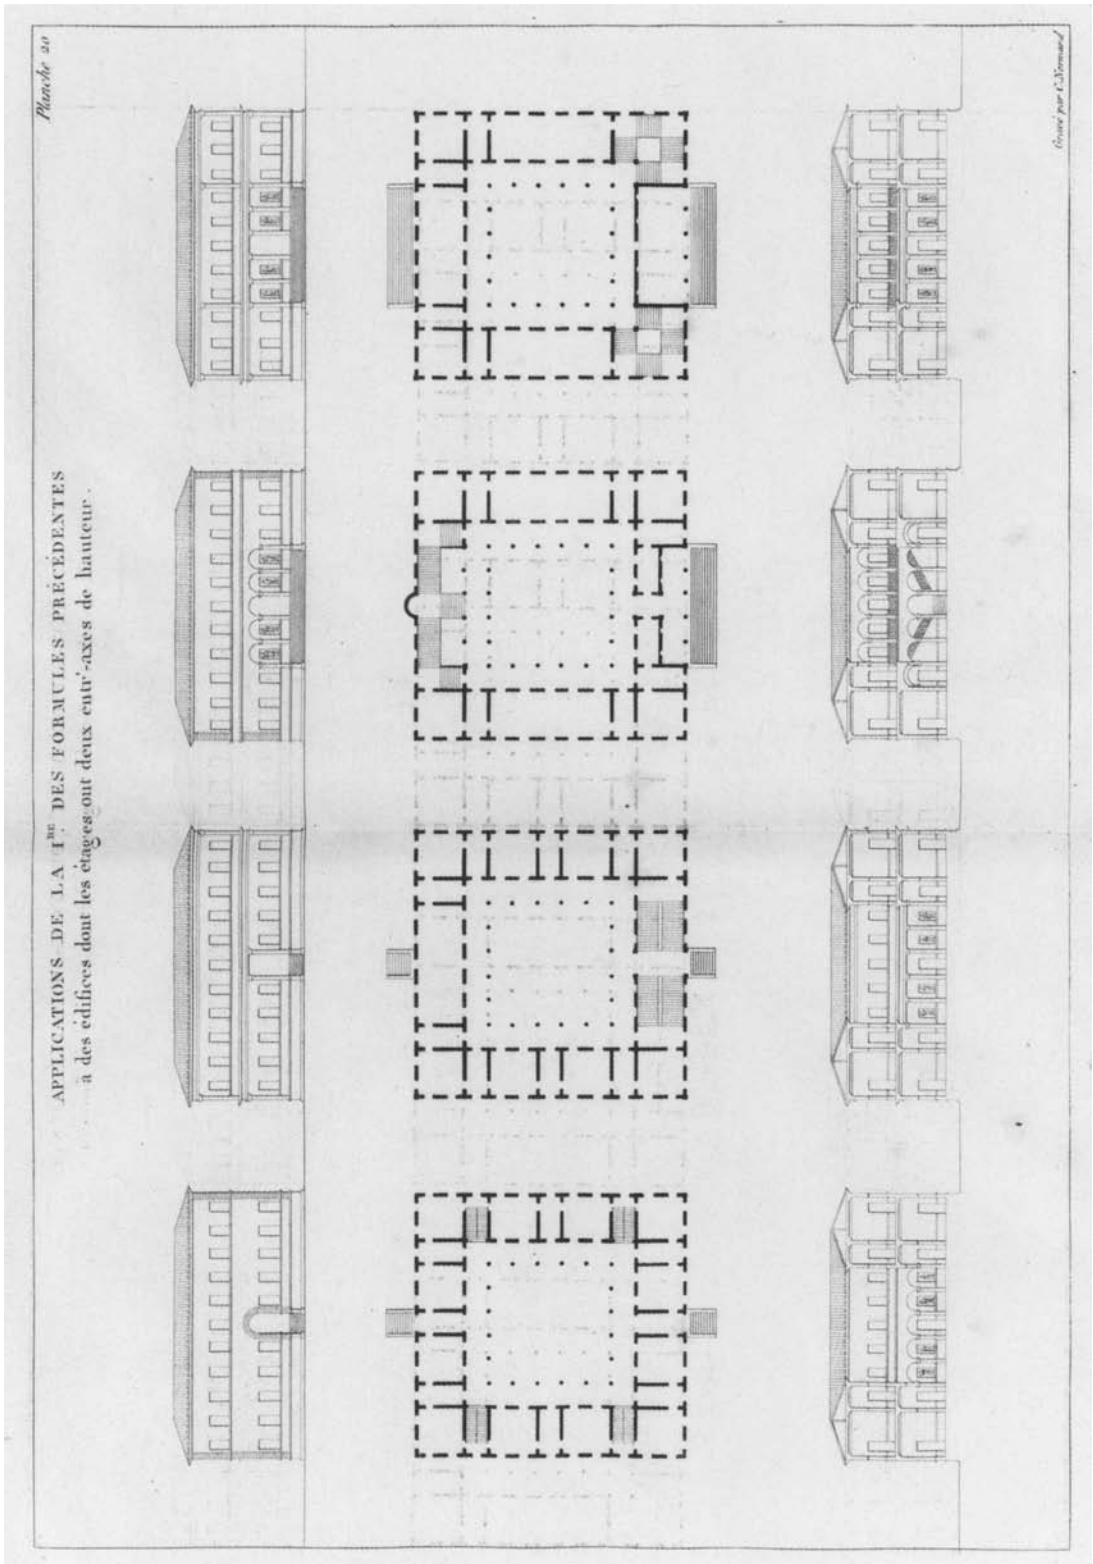 Planche 20
APPLICATIONS DE LA 1RE DES FORMULES PRÉCÉDENTES
à des édifices dont les étages ont deux entr'-axes de hauteur.
Gravé par C. Normand